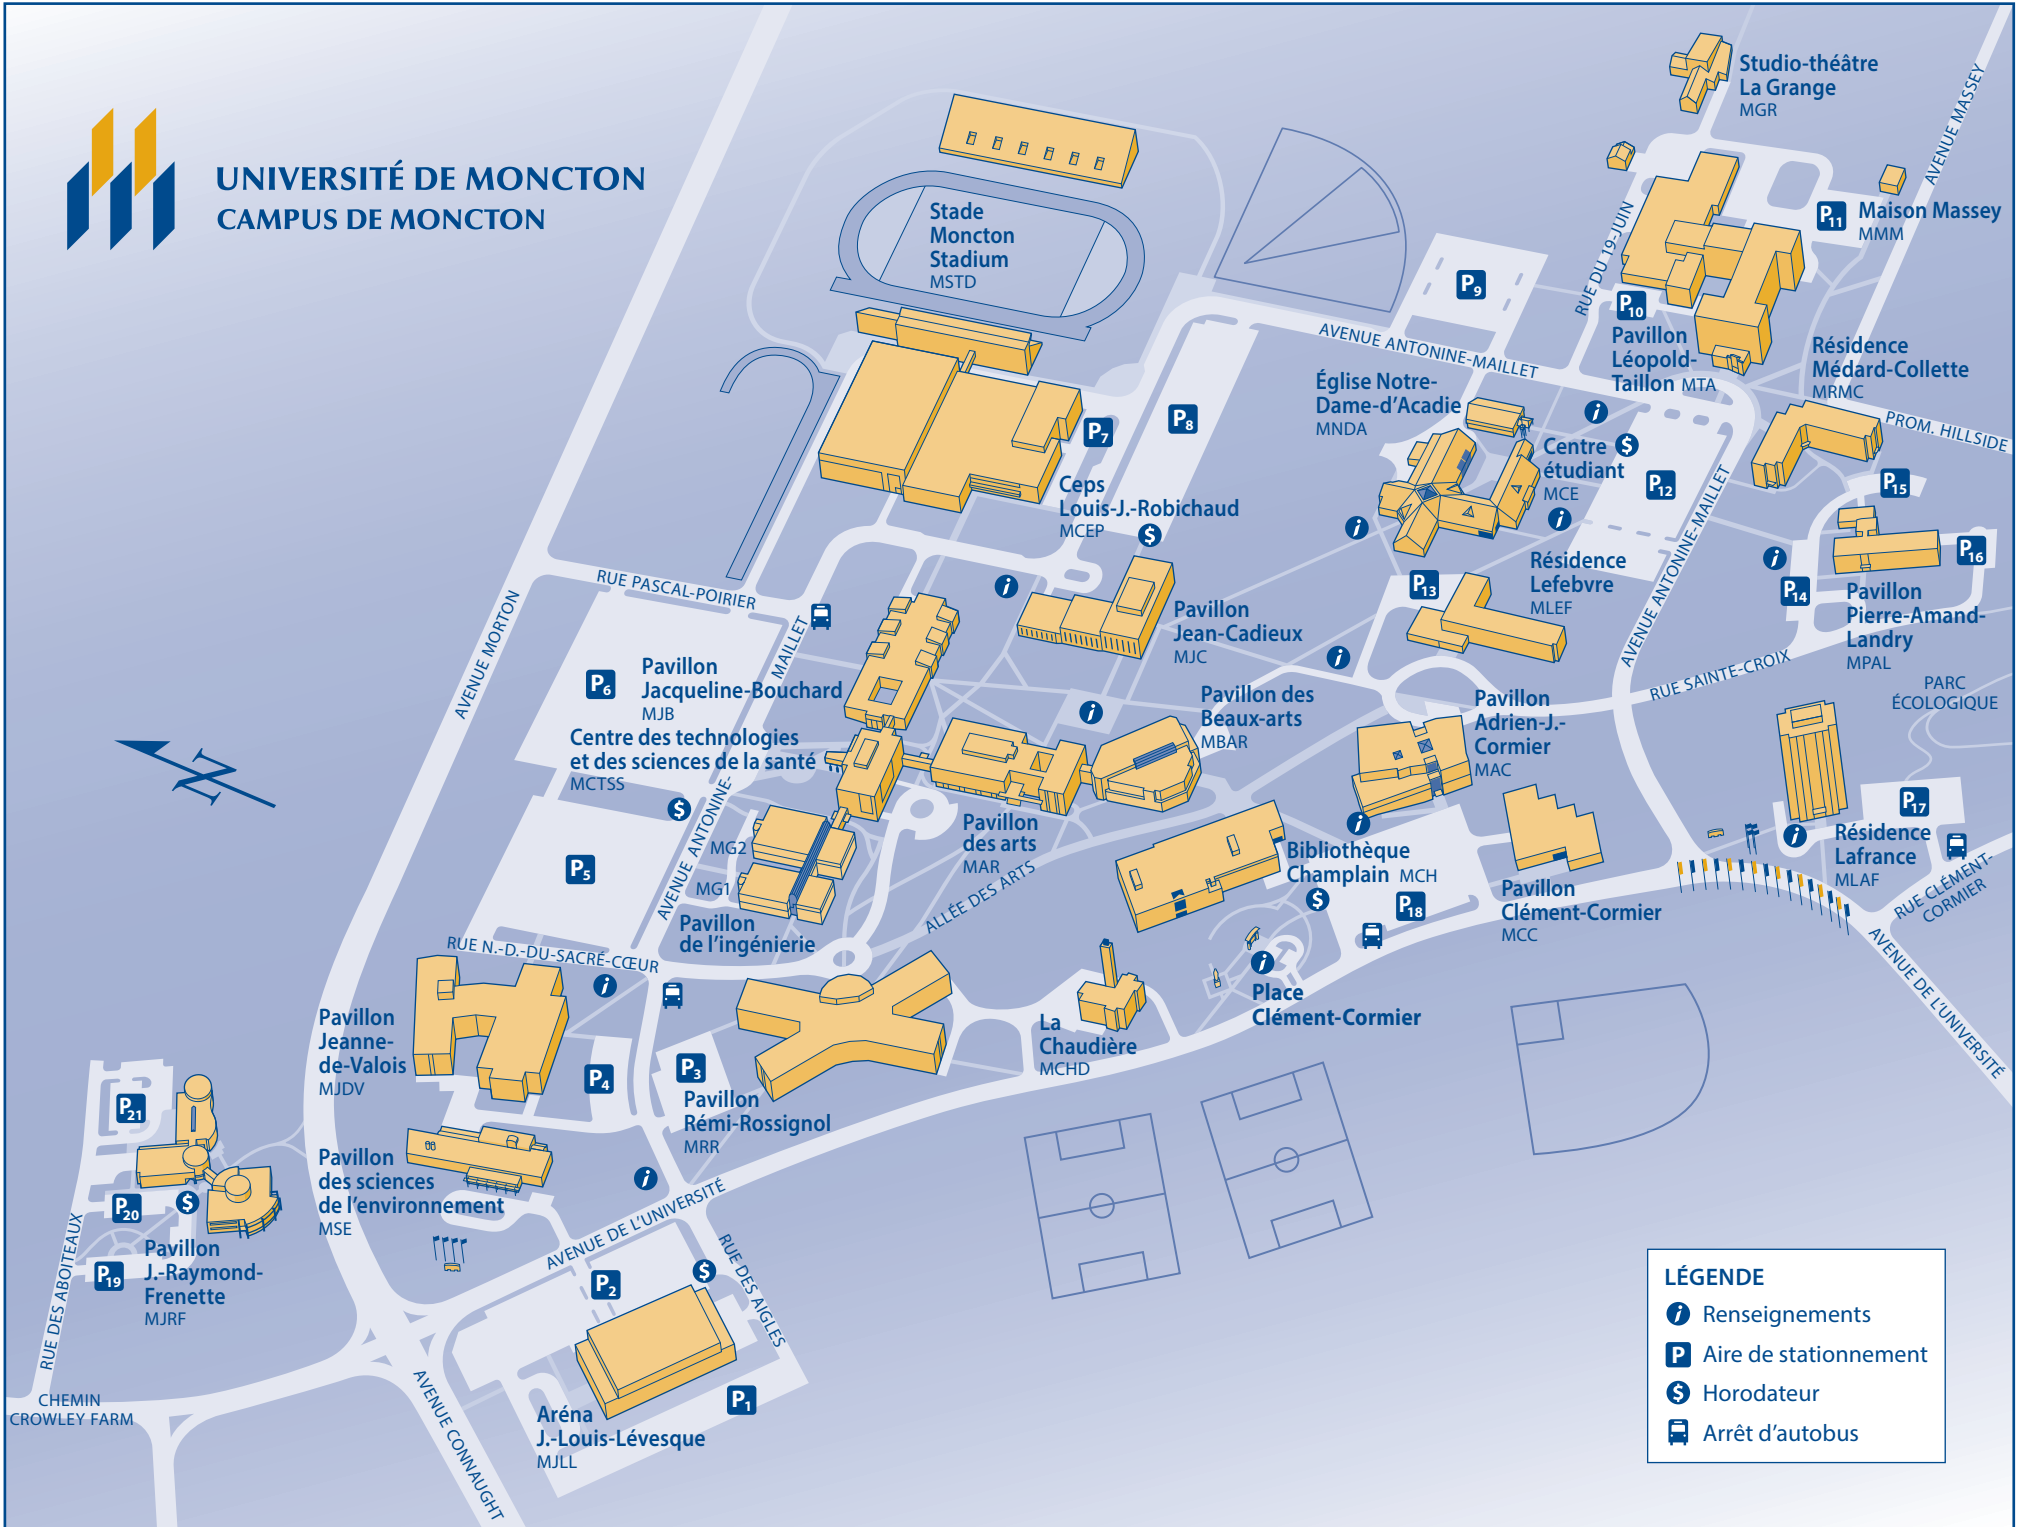 UNIVERSITÉ DE MONCTON
CAMPUS DE MONCTON
Studio-théâtre
La Grange
MGR
AVENUE MASSEY
Stade
Moncton
Stadium
MSTD
RUE DU 19-JUIN
P11
Maison Massey
MMM
P9
P10
Pavillon
Léopold-
Taillon MTA
AVENUE ANTONINE-MAILLET
Résidence
Médard-Collette
MRMC
PROM. HILLSIDE
Église Notre-
Dame-d'Acadie
MNDA
P7
P8
Centre
étudiant
MCE
P12
P15
Ceps
Louis-J.-Robichaud
MCEP
AVENUE ANTONINE-MAILLET
P16
P14
Pavillon
Pierre-Amand-
Landry
MPAL
Résidence
Lefebvre
MLEF
P13
RUE PASCAL-POIRIER
AVENUE MORTON
Pavillon
Jean-Cadieux
MJC
RUE SAINTE-CROIX
PARC
ÉCOLOGIQUE
P6
Pavillon
Jacqueline-Bouchard
MJB
AVENUE ANTONINE-
MAILLET
Centre des technologies
et des sciences de la santé
MCTSS
Pavillon des
Beaux-arts
MBAR
Pavillon
Adrien-J.-
Cormier
MAC
N
P5
MG2
MG1
Pavillon
de l'ingénierie
Pavillon
des arts
MAR
ALLÉE DES ARTS
Bibliothèque
Champlain MCH
P18
Pavillon
Clément-Cormier
MCC
P17
Résidence
Lafrance
MLAF
RUE CLÉMENT-
CORMIER
AVENUE DE L'UNIVERSITÉ
RUE N.-D.-DU-SACRÉ-CŒUR
Pavillon
Jeanne-
de-Valois
MJDV
P4
P3
Pavillon
Rémi-Rossignol
MRR
La
Chaudière
MCHD
Place
Clément-Cormier
P21
P20
P19
Pavillon
J.-Raymond-
Frenette
MJRF
RUE DES ABOITEAUX
Pavillon
des sciences
de l'environnement
MSE
AVENUE DE L'UNIVERSITÉ
RUE DES AIGLES
P2
P1
Aréna
J.-Louis-Lévesque
MJLL
CHEMIN
CROWLEY FARM
AVENUE CONNAUGHT
LÉGENDE
i Renseignements
P Aire de stationnement
$ Horodateur
Arrêt d'autobus